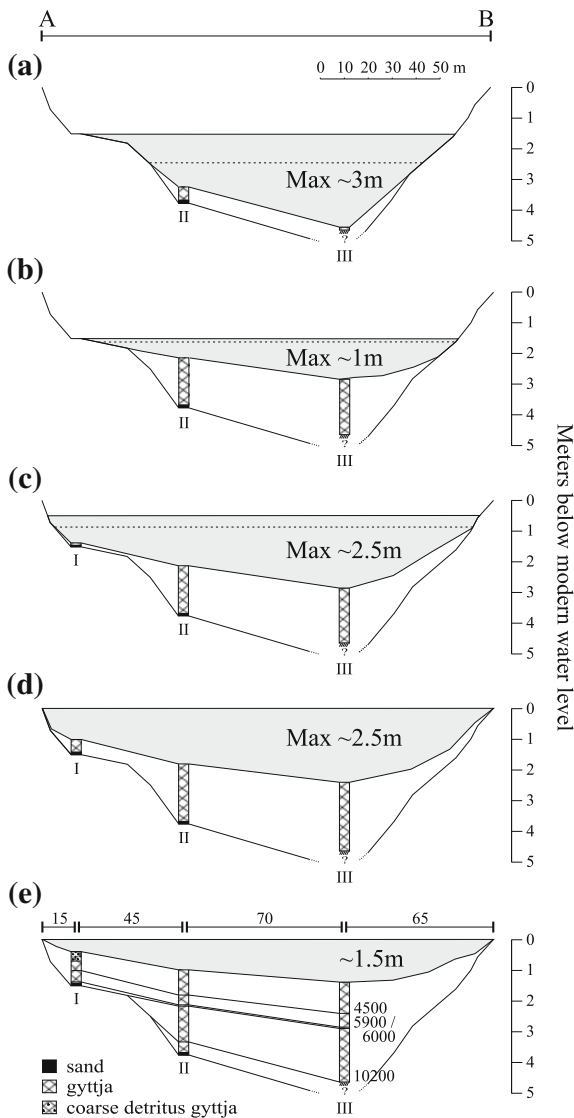 A B
(a)
0 10 20 30 40 50 m
0
1
2
3
4
5
Max ~3m
II
?
III
(b)
0
1
2
3
4
5
Max ~1m
II
?
III
(c)
0
1
2
3
4
5
Max ~2.5m
I
II
?
III
Meters below modern water level
(d)
0
1
2
3
4
5
Max ~2.5m
I
II
?
III
(e)
15 45 70 65
0
1
2
3
4
5
~1.5m
4500
5900 /
6000
10200
I
II
?
III
sand
gyttja
coarse detritus gyttja